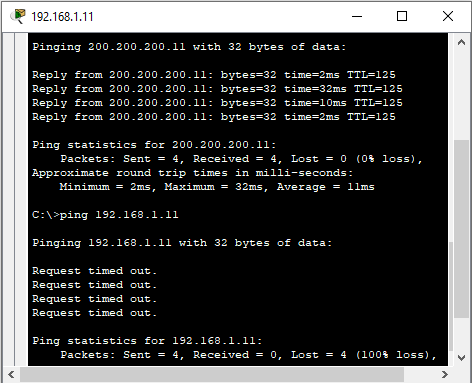 192.168.1.11
Pinging 200.200.200.11 with 32 bytes of data:
Reply from 200.200.200.11: bytes=32 time=2ms TTL=125
Reply from 200.200.200.11: bytes=32 time=32ms TTL=125
Reply from 200.200.200.11: bytes=32 time=10ms TTL=125
Reply from 200.200.200.11: bytes=32 time=2ms TTL=125
Ping statistics for 200.200.200.11:
Packets: Sent = 4, Received = 4, Lost = 0 (0% loss),
Approximate round trip times in milli-seconds:
Minimum = 2ms, Maximum = 32ms, Average = 11ms
C:\>ping 192.168.1.11
Pinging 192.168.1.11 with 32 bytes of data:
Request timed out.
Request timed out.
Request timed out.
Request timed out.
Ping statistics for 192.168.1.11:
Packets: Sent = 4, Received = 0, Lost = 4 (100% loss),